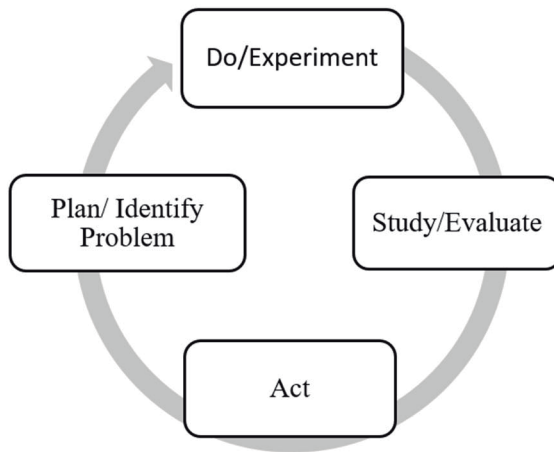 Do/Experiment
Plan/ Identify
Problem
Study/Evaluate
Act